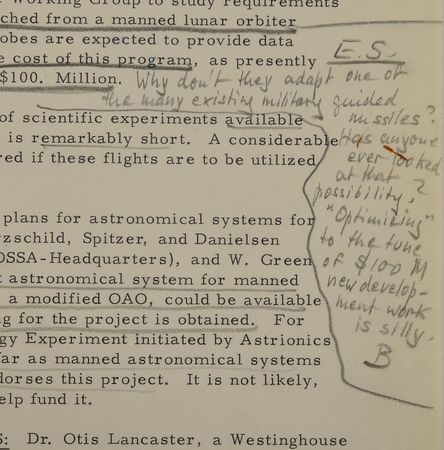 Working Group to study requirements
ched from a manned lunar orbiter
obes are expected to provide data
e cost of this program, as presently
$100. Million.
of scientific experiments available
is remarkably short. A considerable
red if these flights are to be utilized
plans for astronomical systems for
rzschild, Spitzer, and Danielsen
OSSA-Headquarters), and W. Green
t astronomical system for manned
a modified OAO, could be available
ng for the project is obtained. For
gy Experiment initiated by Astrionics
far as manned astronomical systems
dorses this project. It is not likely,
elp fund it.
S: Dr. Otis Lancaster, a Westinghouse
E.S.
Why don't they adapt one of
the many existing military guided
missiles?
Has anyone
ever looked
at that
possibility?
"Optimizing"
to the tune
of $100 M
new develop-
ment work
is silly.
B